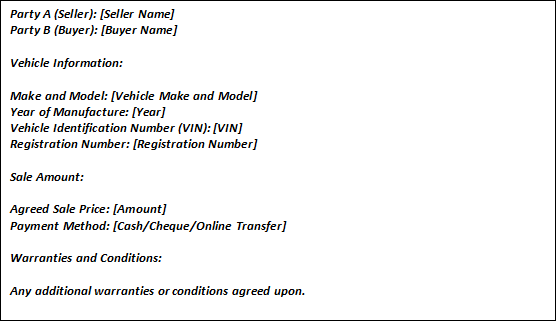 Party A (Seller): [Seller Name]
Party B (Buyer): [Buyer Name]
Vehicle Information:
Make and Model: [Vehicle Make and Model]
Year of Manufacture: [Year]
Vehicle Identification Number (VIN): [VIN]
Registration Number: [Registration Number]
Sale Amount:
Agreed Sale Price: [Amount]
Payment Method: [Cash/Cheque/Online Transfer]
Warranties and Conditions:
Any additional warranties or conditions agreed upon.